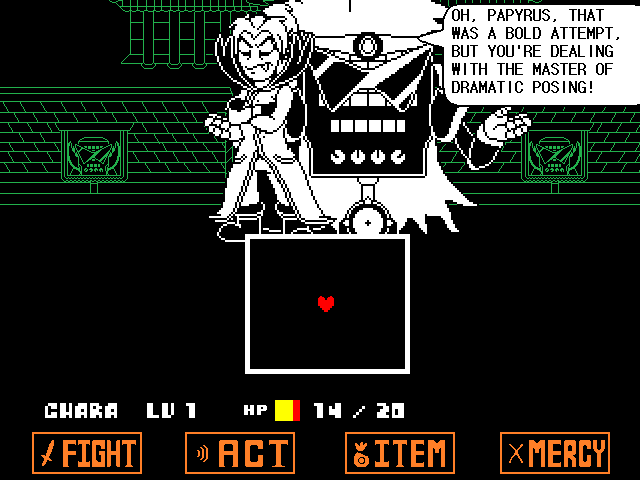 OH, PAPYRUS, THAT
WAS A BOLD ATTEMPT,
BUT YOU'RE DEALING
WITH THE MASTER OF
DRAMATIC POSING!
CHARA LV 1 HP 14 / 20
FIGHT ACT ITEM MERCY